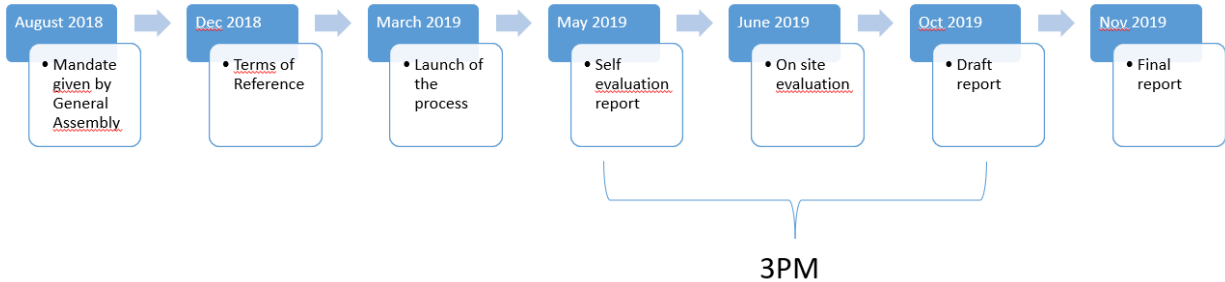 August 2018
• Mandate
given by
General
Assembly
Dec 2018
• Terms of
Reference
March 2019
• Launch of
the
process
May 2019
• Self
evaluation
report
June 2019
• On site
evaluation
Oct 2019
• Draft
report
Nov 2019
• Final
report
3PM